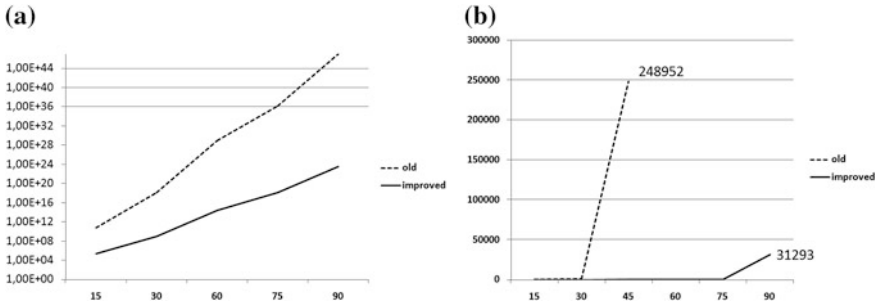 (a)
1,00E+44
1,00E+40
1,00E+36
1,00E+32
1,00E+28
1,00E+24
1,00E+20
1,00E+16
1,00E+12
1,00E+08
1,00E+04
1,00E+00
15 30 60 75 90
old
improved
(b)
300000
250000
200000
150000
100000
50000
0
248952
31293
15 30 45 60 75 90
old
improved